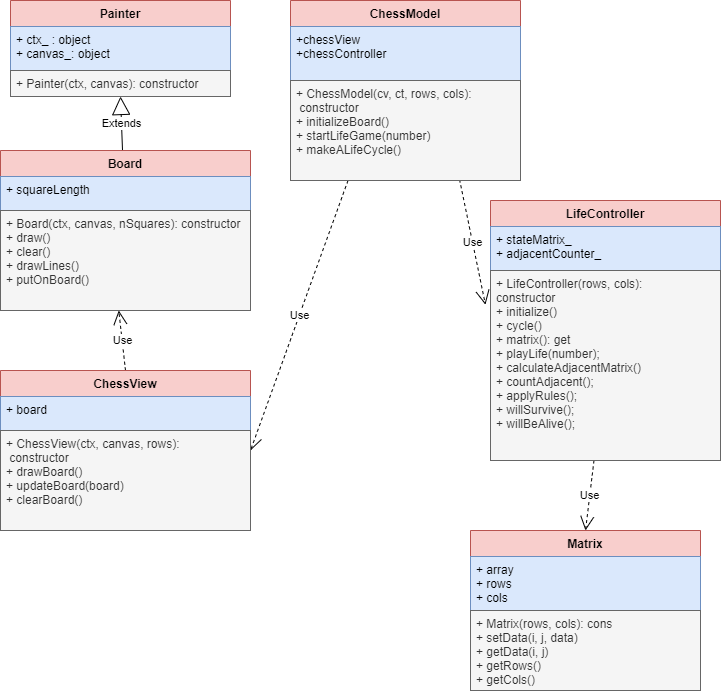 Painter
+ ctx_ : object
+ canvas_: object
+ Painter(ctx, canvas): constructor
Extends
Board
+ squareLength
+ Board(ctx, canvas, nSquares): constructor
+ draw()
+ clear()
+ drawLines()
+ putOnBoard()
Use
ChessView
+ board
+ ChessView(ctx, canvas, rows):
constructor
+ drawBoard()
+ updateBoard(board)
+ clearBoard()
ChessModel
+chessView
+chessController
+ ChessModel(cv, ct, rows, cols):
constructor
+ initializeBoard()
+ startLifeGame(number)
+ makeALifeCycle()
Use
Use
LifeController
+ stateMatrix_
+ adjacentCounter_
+ LifeController(rows, cols):
constructor
+ initialize()
+ cycle()
+ matrix(): get
+ playLife(number);
+ calculateAdjacentMatrix()
+ countAdjacent();
+ applyRules();
+ willSurvive();
+ willBeAlive();
Use
Matrix
+ array
+ rows
+ cols
+ Matrix(rows, cols): cons
+ setData(i, j, data)
+ getData(i, j)
+ getRows()
+ getCols()